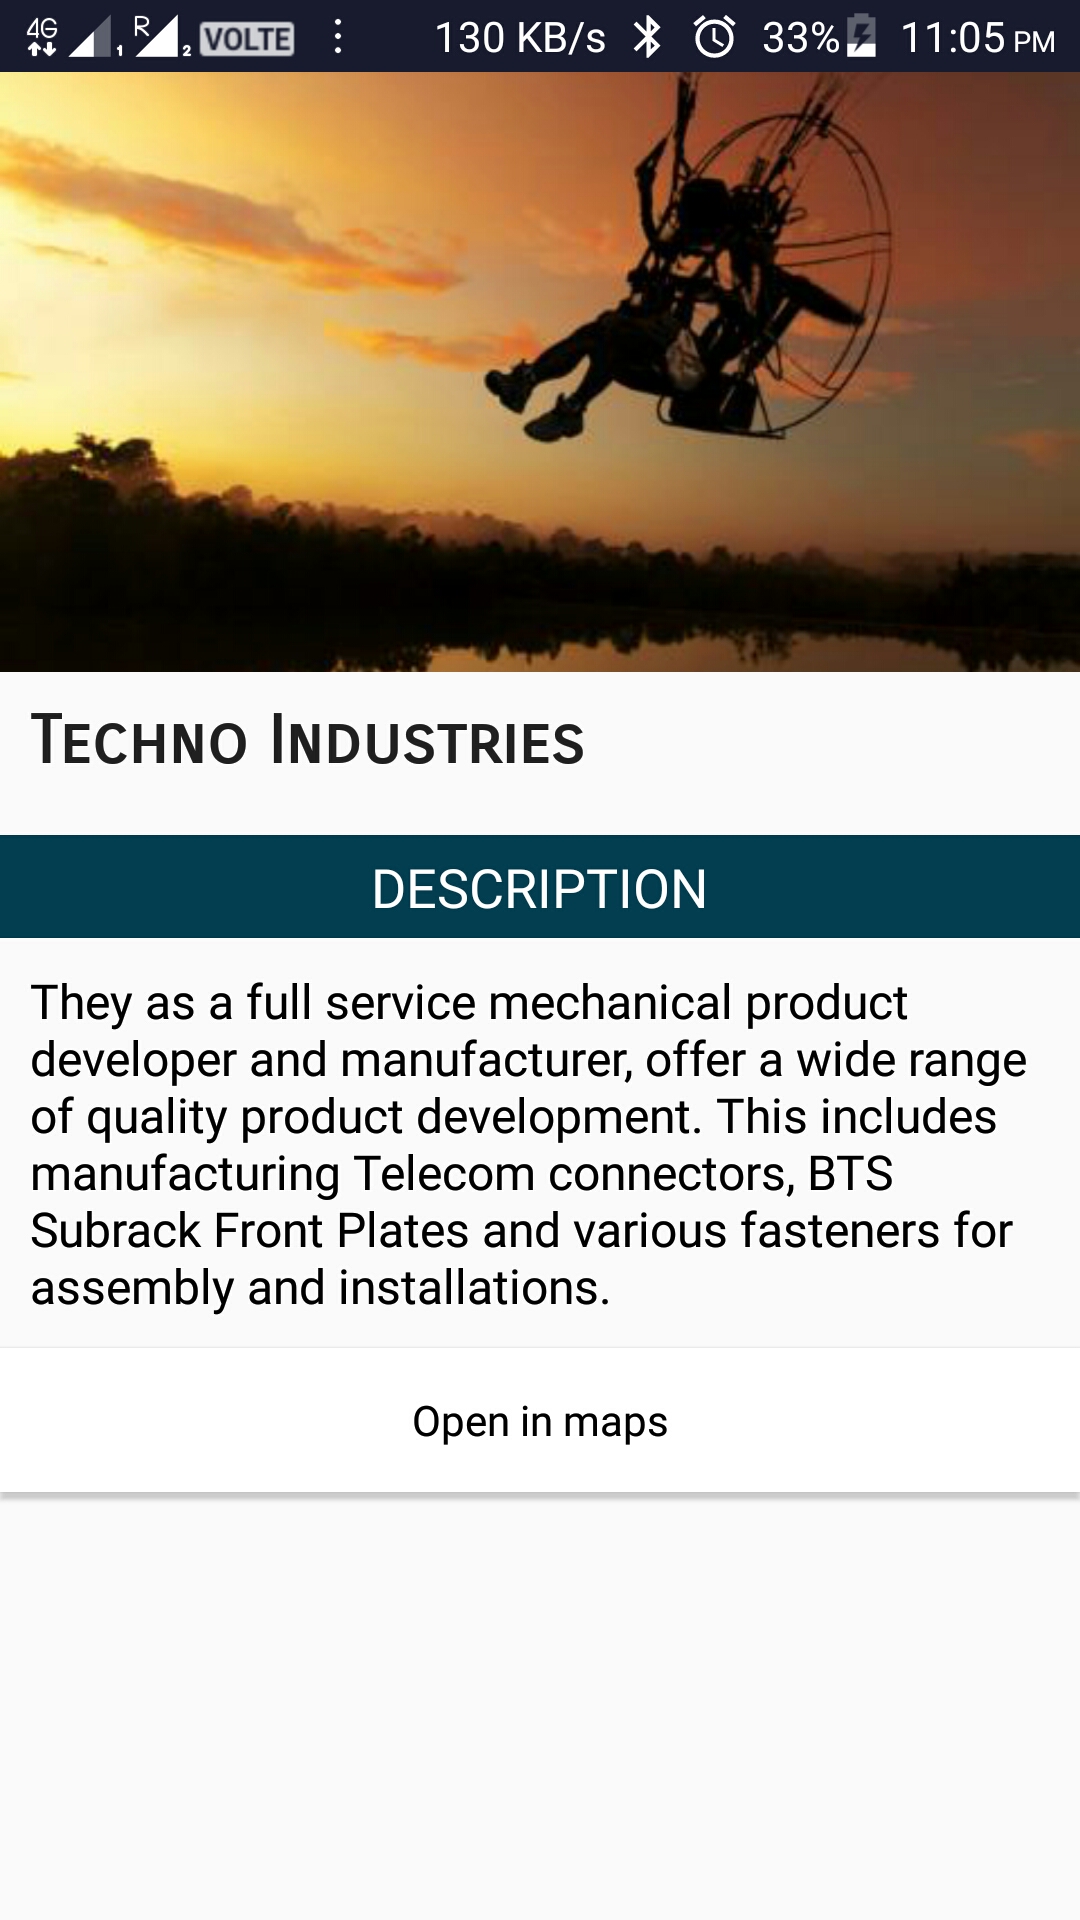 4G 1 R 2 VOLTE 130 KB/s 33% 11:05 PM
Techno Industries
DESCRIPTION
They as a full service mechanical product
developer and manufacturer, offer a wide range
of quality product development. This includes
manufacturing Telecom connectors, BTS
Subrack Front Plates and various fasteners for
assembly and installations.
Open in maps